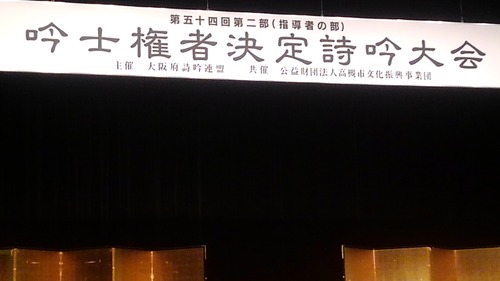 第五十四回第二部(指導者の部)
吟士権者決定詩吟大会
主催 大阪府詩吟連盟 共催 公益財団法人高槻市文化振興事業団